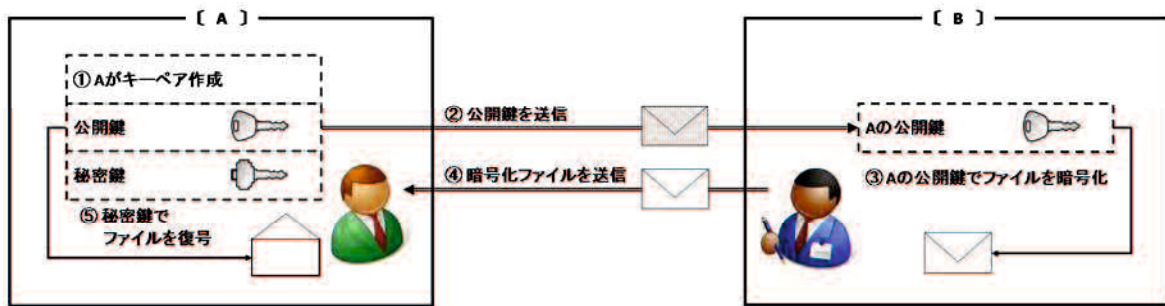 〔 A 〕
〔 B 〕
①Aがキーペア作成
公開鍵
秘密鍵
② 公開鍵を送信
Aの公開鍵
④ 暗号化ファイルを送信
③Aの公開鍵でファイルを暗号化
⑤ 秘密鍵で
ファイルを復号